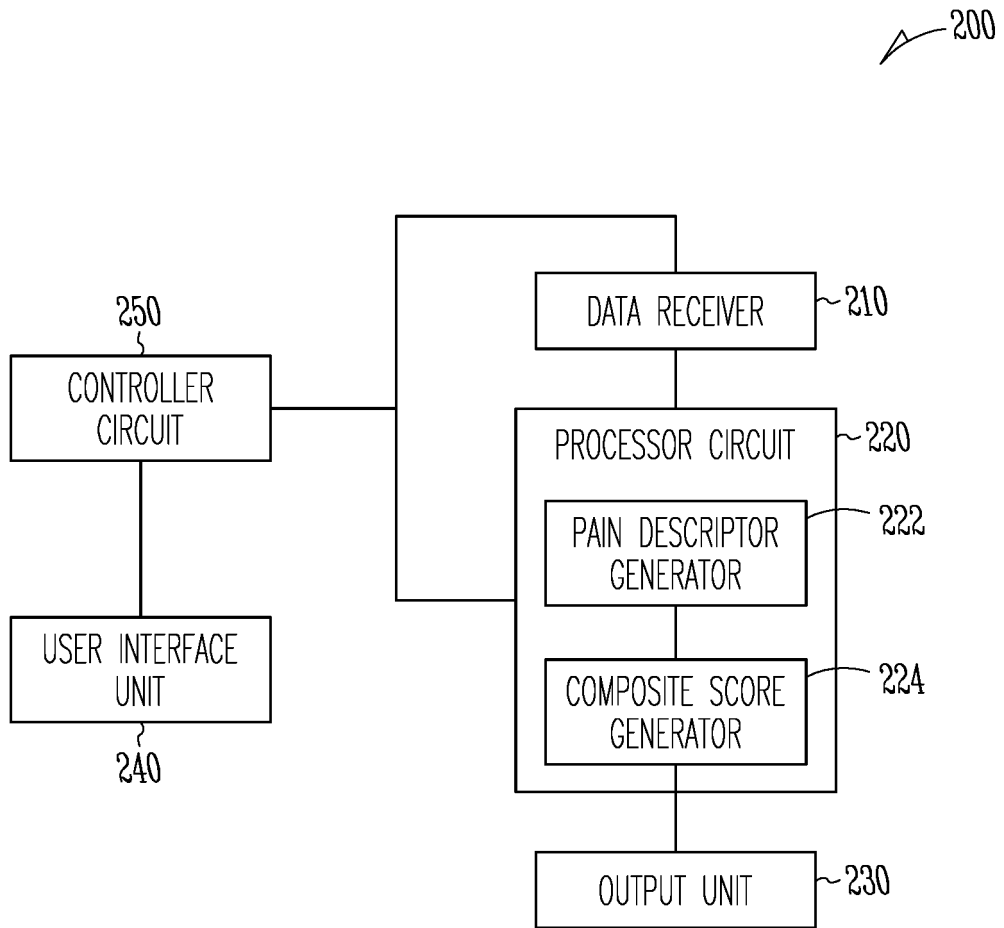 200
DATA RECEIVER
210
250
CONTROLLER
CIRCUIT
PROCESSOR CIRCUIT
220
PAIN DESCRIPTOR
GENERATOR
222
USER INTERFACE
UNIT
240
COMPOSITE SCORE
GENERATOR
224
OUTPUT UNIT
230